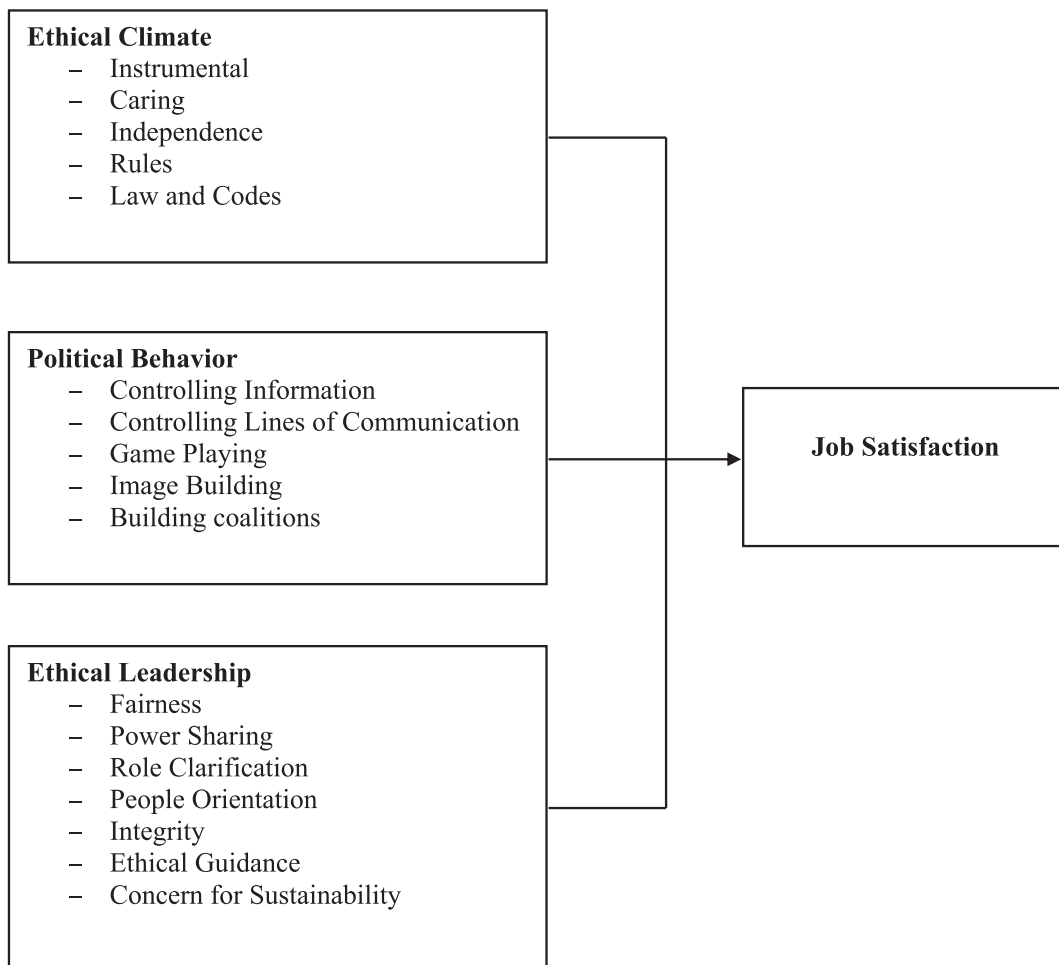 Ethical Climate
– Instrumental
– Caring
– Independence
– Rules
– Law and Codes
Political Behavior
– Controlling Information
– Controlling Lines of Communication
– Game Playing
– Image Building
– Building coalitions
Job Satisfaction
Ethical Leadership
– Fairness
– Power Sharing
– Role Clarification
– People Orientation
– Integrity
– Ethical Guidance
– Concern for Sustainability